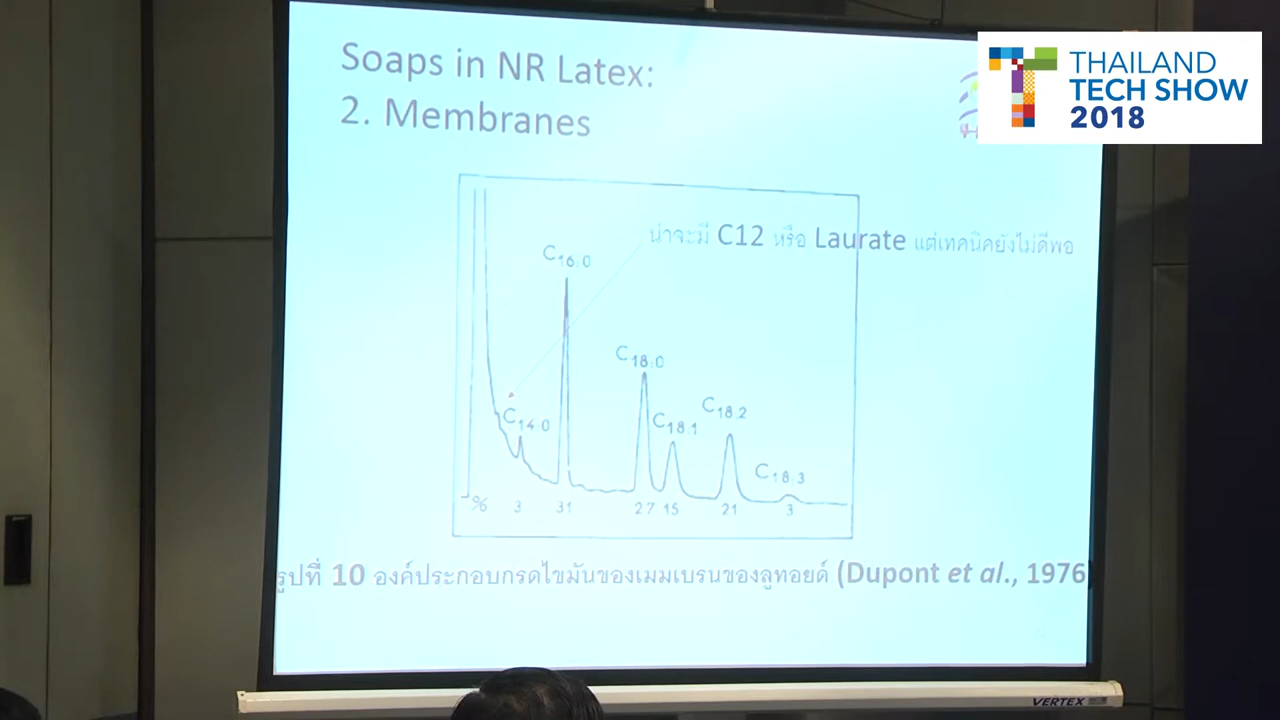 Soaps in NR Latex:
2. Membranes
THAILAND
TECH SHOW
2018
น่าจะมี C12 หรือ Laurate แต่เทคนิคยังไม่ดีพอ
C16:0
C18:0
C14:0
C18:1
C18:2
C18:3
% 3 31 27 15 21 3
รูปที่ 10 องค์ประกอบกรดไขมันของเมมเบรนของลูทอยด์ (Dupont et al., 1976)
VERTEX